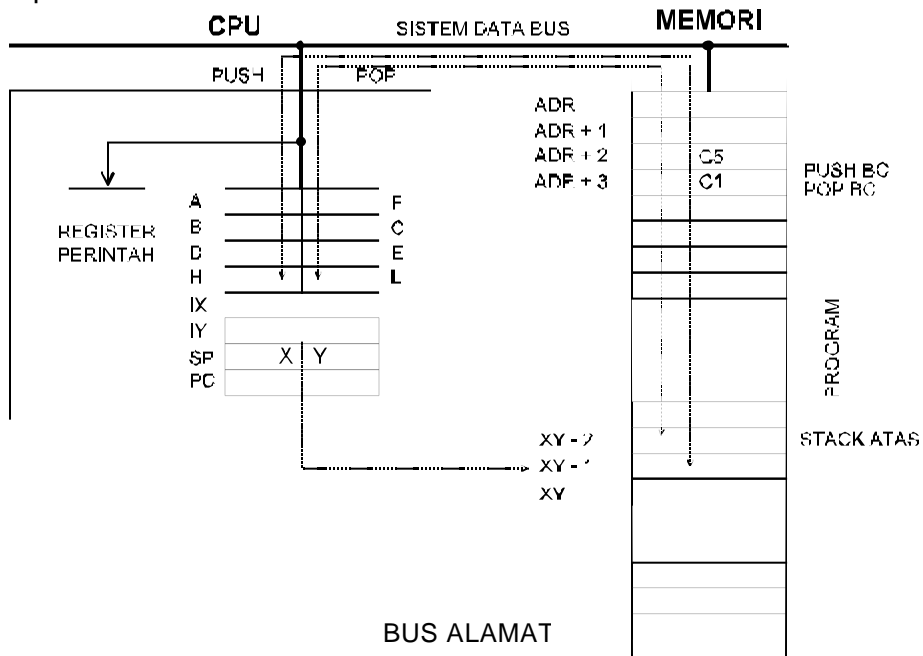 CPU
SISTEM DATA BUS
MEMORI
PUSH
POP
ADR
ADR + 1
ADR + 2
C5
ADR + 3
C1
PUSH BC
POP BC
A
F
B
C
D
E
H
L
IX
IY
SP
X
Y
PC
REGISTER
PERINTAH
PROGRAM
XY - 2
STACK ATAS
XY - 1
XY
BUS ALAMAT